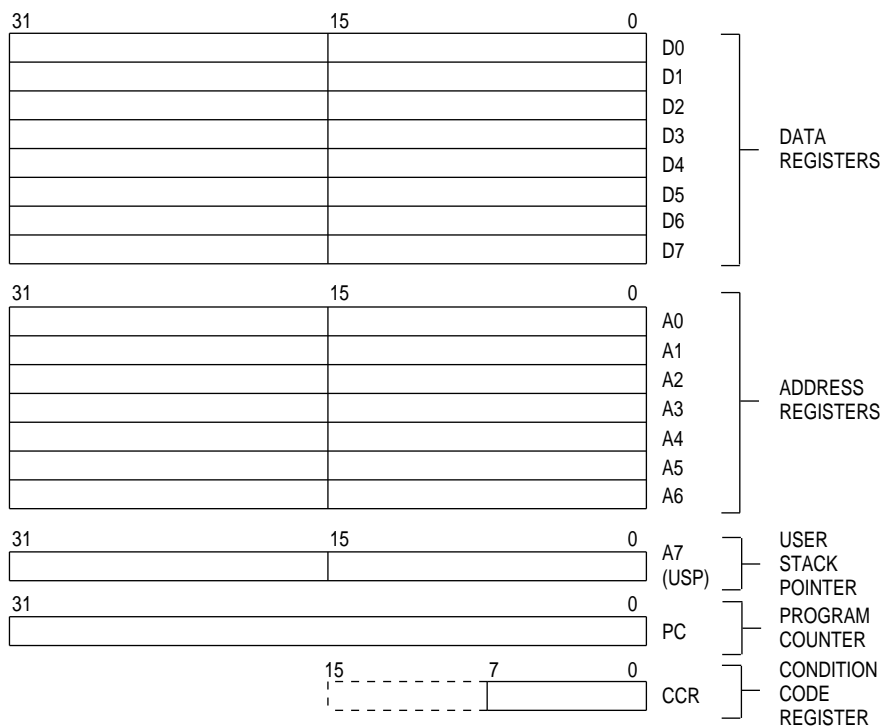 31 15 0
D0
D1
D2
D3
D4
D5
D6
D7
DATA
REGISTERS
31 15 0
A0
A1
A2
A3
A4
A5
A6
ADDRESS
REGISTERS
31 15 0
A7
(USP)
USER
STACK
POINTER
31 0
PC
PROGRAM
COUNTER
15 7 0
CCR
CONDITION
CODE
REGISTER